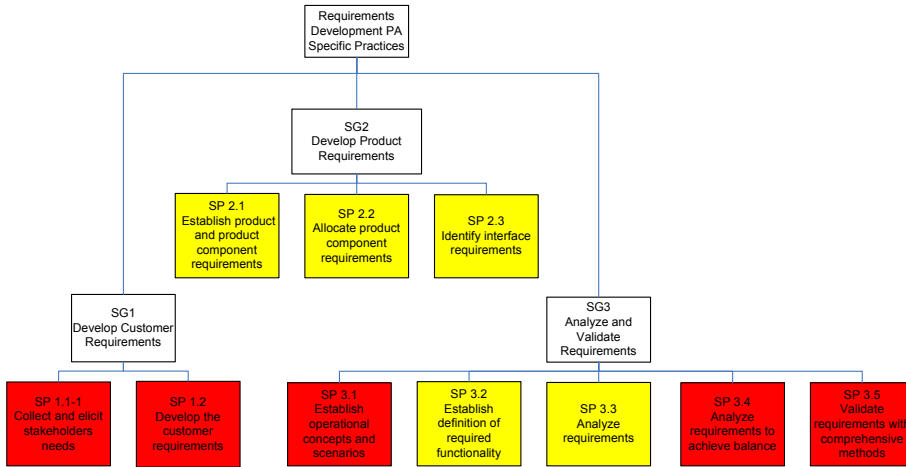 Requirements
Development PA
Specific Practices
SG2
Develop Product
Requirements
SP 2.1
Establish product
and product
component
requirements
SP 2.2
Allocate product
component
requirements
SP 2.3
Identify interface
requirements
SG1
Develop Customer
Requirements
SG3
Analyze and
Validate
Requirements
SP 1.1-1
Collect and elicit
stakeholders
needs
SP 1.2
Develop the
customer
requirements
SP 3.1
Establish
operational
concepts and
scenarios
SP 3.2
Establish
definition of
required
functionality
SP 3.3
Analyze
requirements
SP 3.4
Analyze
requirements to
achieve balance
SP 3.5
Validate
requirements with
comprehensive
methods